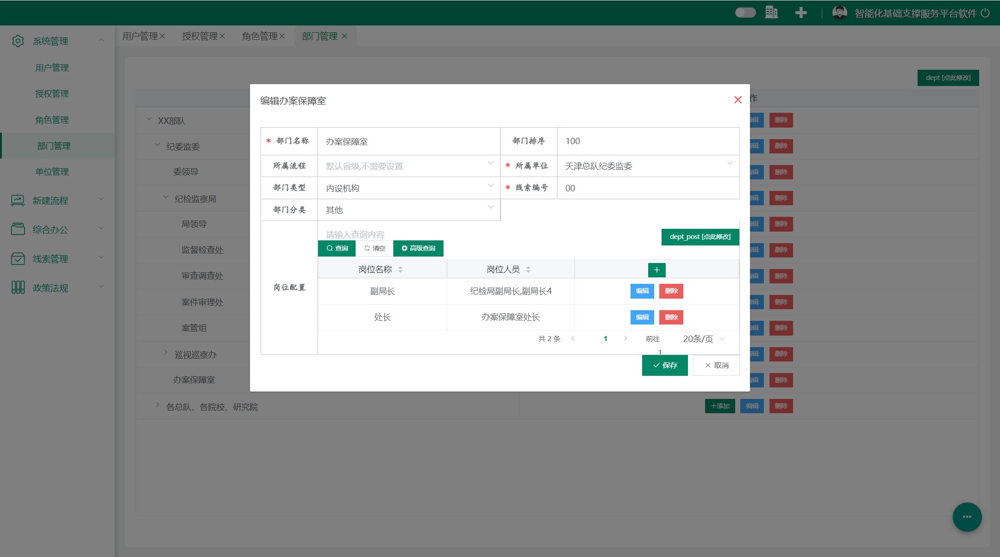 智能化基础支撑服务平台软件
系统管理
用户管理
授权管理
角色管理
部门管理
单位管理
新建流程
综合办公
线索管理
政策法规
用户管理 授权管理 角色管理 部门管理
dept [点此修改]
作
XX部队
辑 删除
纪委监委
辑 删除
委领导
辑 删除
纪检监察局
辑 删除
局领导
辑 删除
监督检查处
辑 删除
审查调查处
辑 删除
案件审理处
辑 删除
案管组
辑 删除
巡视巡察办
辑 删除
办案保障室
辑 删除
各总队、各院校、研究院
+添加 编辑 删除
编辑办案保障室
* 部门名称 办案保障室 部门排序 100
所属流程 默认省级,不需要设置 * 所属单位 天津总队纪委监委
部门类型 内设机构 * 线索编号 00
部门分类 其他
岗位配置
请输入查询内容
dept_post [点此修改]
查询 清空 高级查询
岗位名称 岗位人员 +
副局长 纪检局副局长,副局长4 编辑 删除
处长 办案保障室处长 编辑 删除
共 2 条 1 前往 20条/页
1
保存 取消